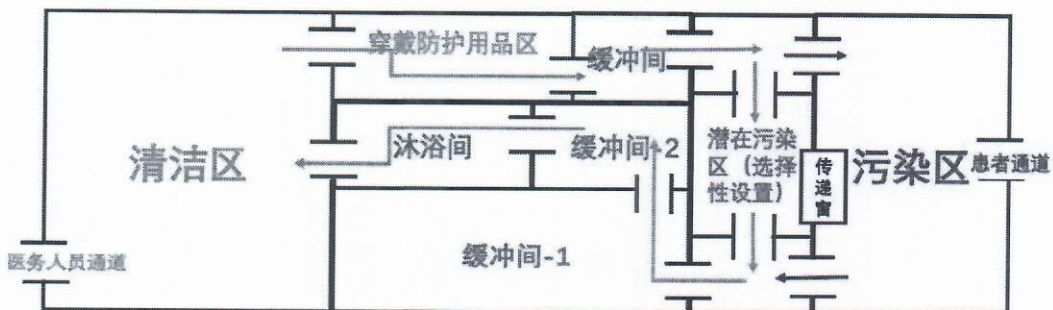 穿戴防护用品区
缓冲间
清洁区
沐浴间
缓冲间-2
潜在污染
区（选择
性设置）
传
递
窗
污染区
患者通道
医务人员通道
缓冲间-1